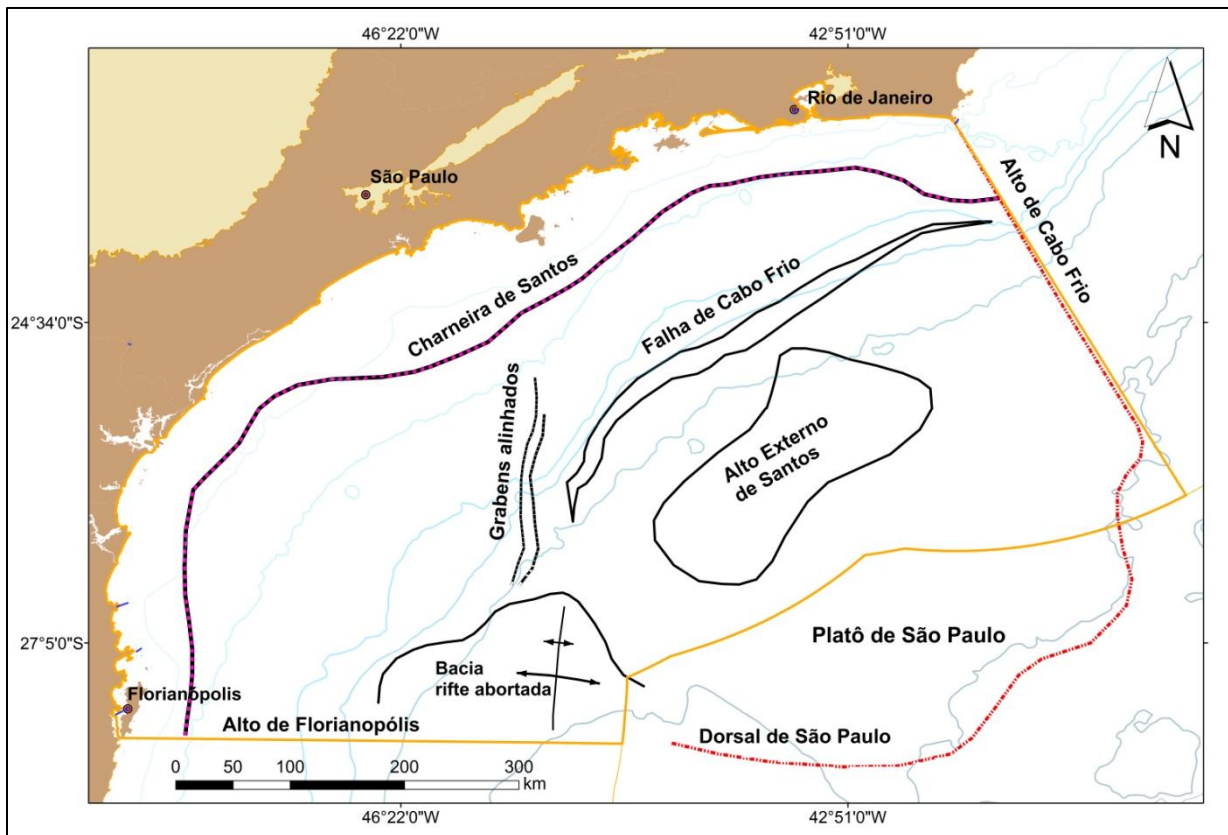 46°22'0"W
42°51'0"W
Rio de Janeiro
N
São Paulo
Alto de Cabo Frio
Charneira de Santos
Falha de Cabo Frio
24°34'0"S
Grabens alinhados
Alto Externo
de Santos
27°5'0"S
Platô de São Paulo
Bacia
rifte abortada
Florianópolis
Alto de Florianópolis
Dorsal de São Paulo
0 50 100 200 300
km
46°22'0"W
42°51'0"W